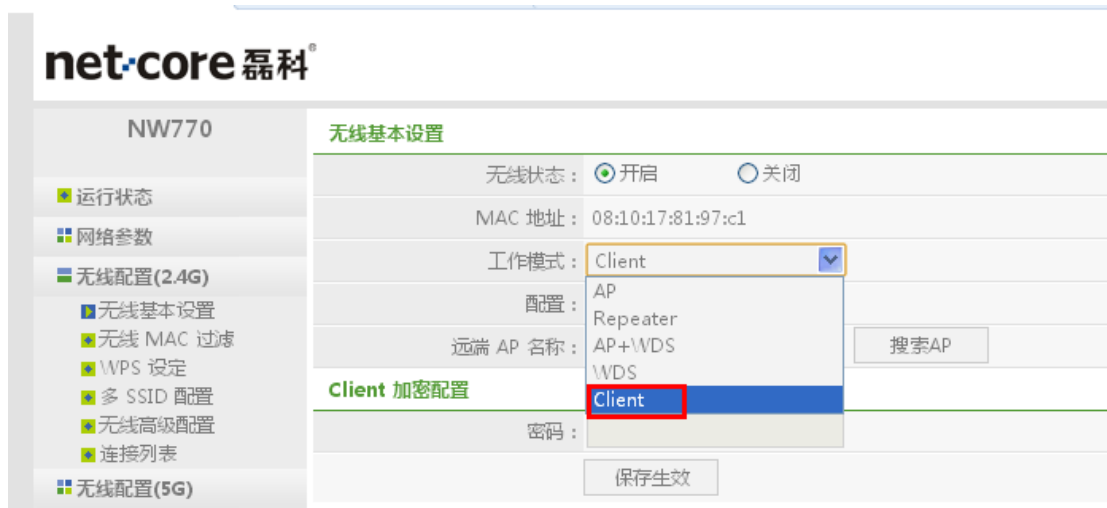 net·core 磊科®
NW770
运行状态
网络参数
无线配置(2.4G)
无线基本设置
无线 MAC 过滤
WPS 设定
多 SSID 配置
无线高级配置
连接列表
无线配置(5G)
无线基本设置
无线状态： 开启 关闭
MAC 地址： 08:10:17:81:97:c1
工作模式： Client
AP
Repeater
AP+WDS
WDS
Client
配置：
远端 AP 名称： 搜索AP
Client 加密配置
密码：
保存生效